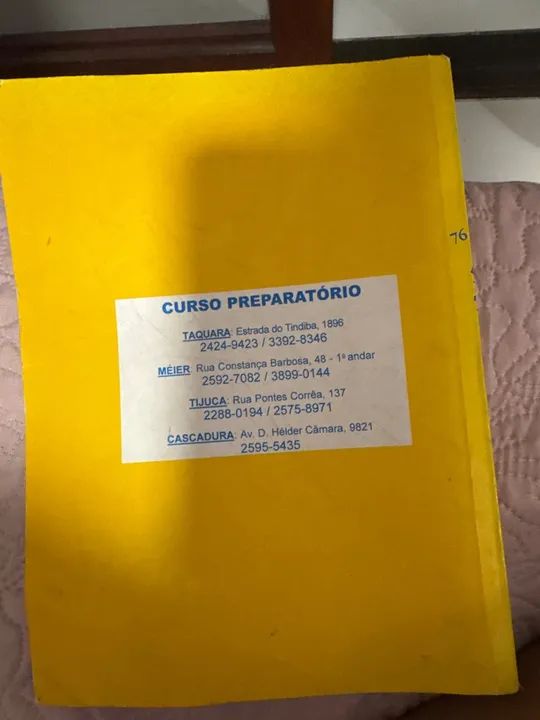 CURSO PREPARATÓRIO
TAQUARA: Estrada do Tindiba, 1896
2424-9423 / 3392-8346
MÉIER: Rua Constança Barbosa, 48 - 1º andar
2592-7082 / 3899-0144
TIJUCA: Rua Pontes Corrêa, 137
2288-0194 / 2575-8971
CASCADURA: Av. D. Hélder Câmara, 9821
2595-5435
76